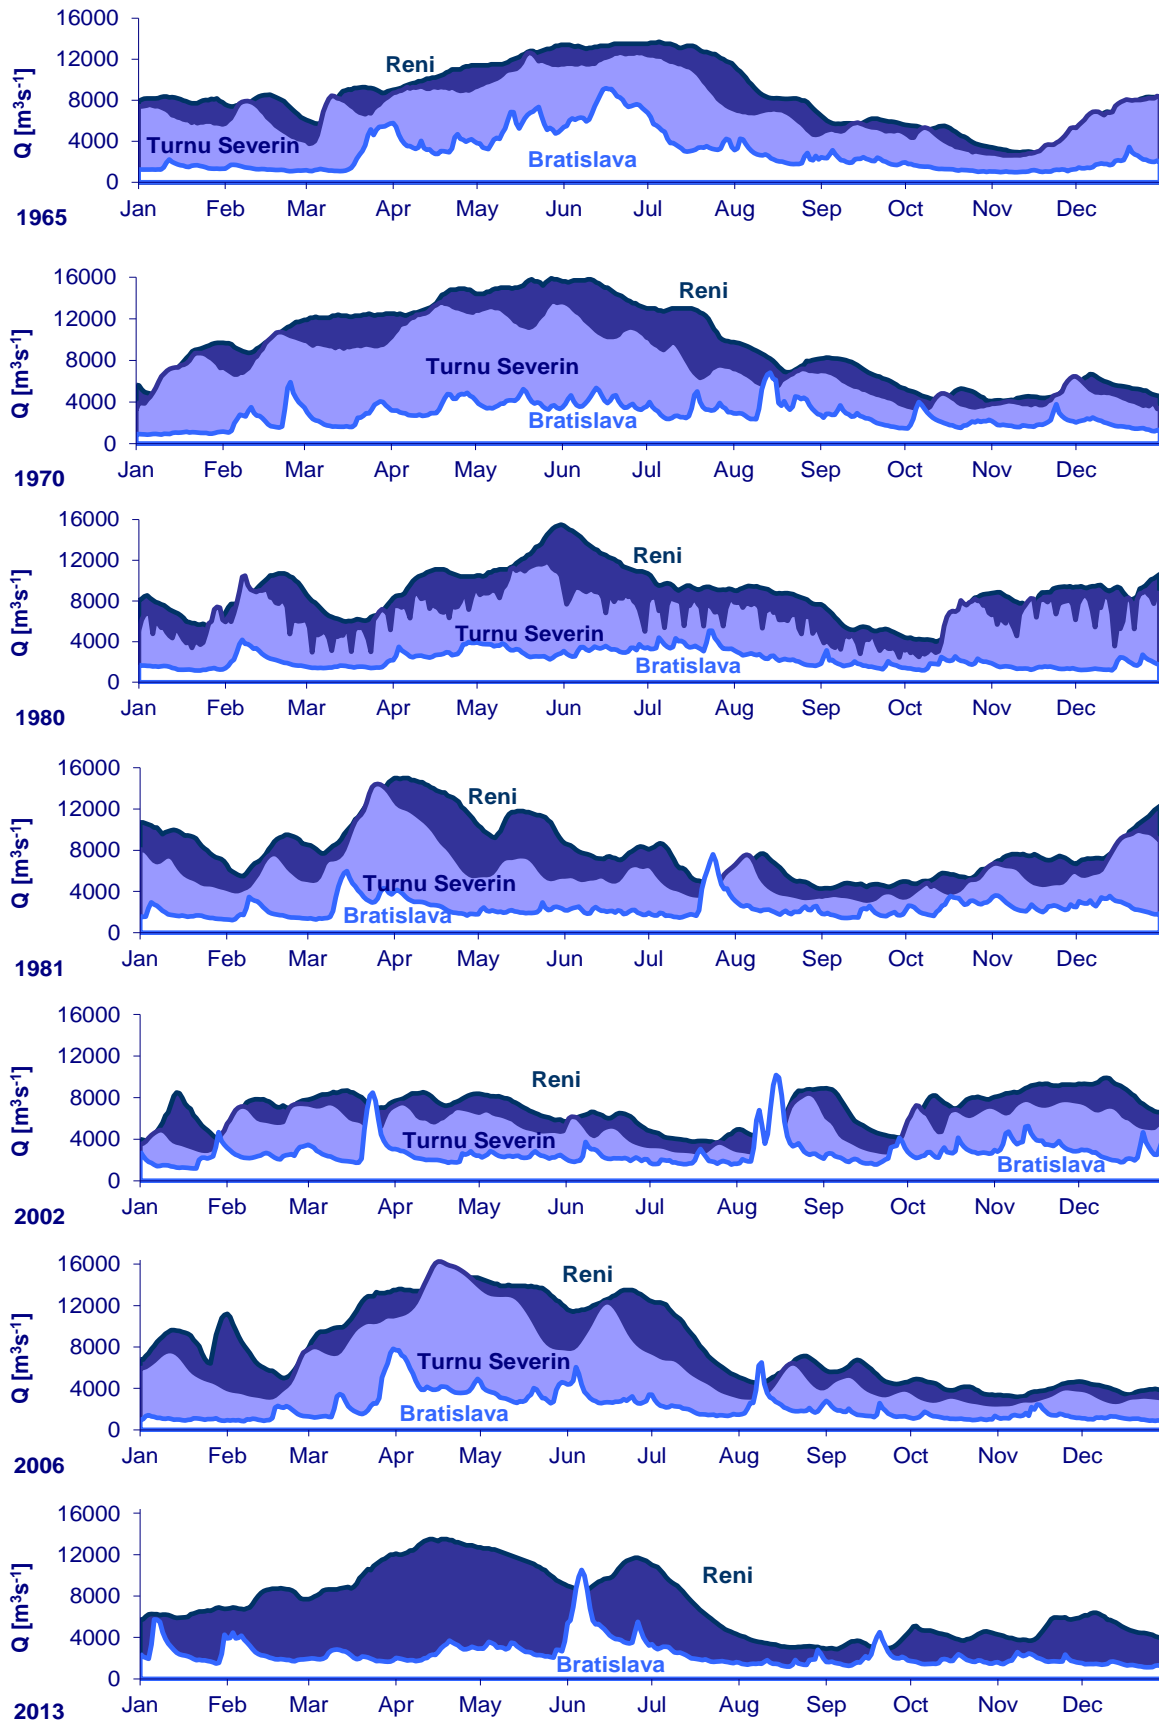 16000
12000
8000
4000
0
Q [m³s⁻¹]
Reni
Turnu Severin
Bratislava
Jan Feb Mar Apr May Jun Jul Aug Sep Oct Nov Dec
1965
16000
12000
8000
4000
0
Q [m³s⁻¹]
Reni
Turnu Severin
Bratislava
Jan Feb Mar Apr May Jun Jul Aug Sep Oct Nov Dec
1970
16000
12000
8000
4000
0
Q [m³s⁻¹]
Reni
Turnu Severin
Bratislava
Jan Feb Mar Apr May Jun Jul Aug Sep Oct Nov Dec
1980
16000
12000
8000
4000
0
Q [m³s⁻¹]
Reni
Turnu Severin
Bratislava
Jan Feb Mar Apr May Jun Jul Aug Sep Oct Nov Dec
1981
16000
12000
8000
4000
0
Q [m³s⁻¹]
Reni
Turnu Severin
Bratislava
Jan Feb Mar Apr May Jun Jul Aug Sep Oct Nov Dec
2002
16000
12000
8000
4000
0
Q [m³s⁻¹]
Reni
Turnu Severin
Bratislava
Jan Feb Mar Apr May Jun Jul Aug Sep Oct Nov Dec
2006
16000
12000
8000
4000
0
Q [m³s⁻¹]
Reni
Bratislava
Jan Feb Mar Apr May Jun Jul Aug Sep Oct Nov Dec
2013